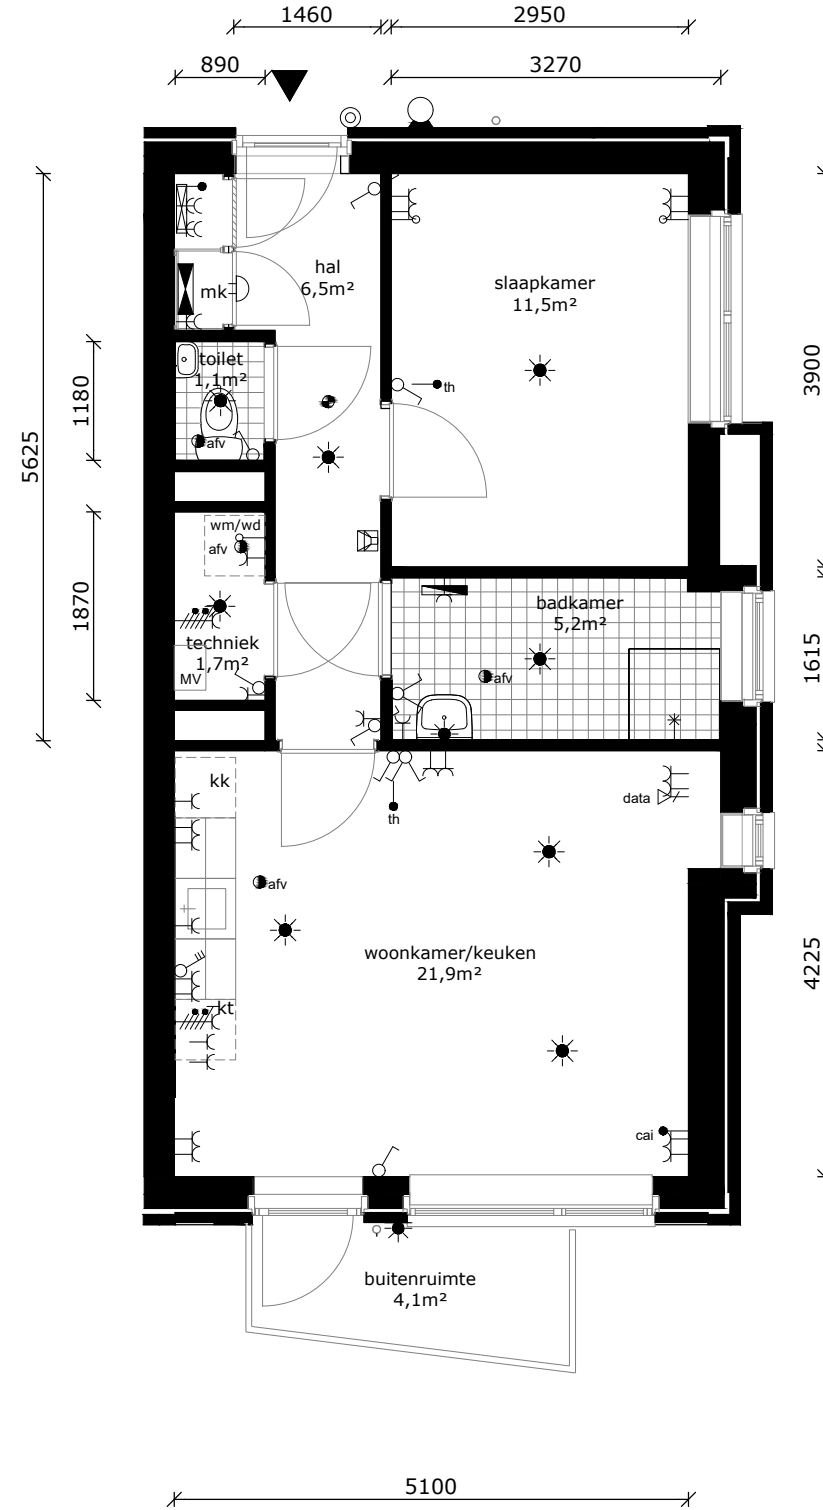 1460
2950
890
3270
hal
6,5m²
slaapkamer
11,5m²
mk
toilet
1,1m²
1180
3900
th
afv
5625
wm/wd
afv
badkamer
5,2m²
1870
techniek
1,7m²
MV
1615
afv
kk
data
th
afv
woonkamer/keuken
21,9m²
4225
kt
cai
buitenruimte
4,1m²
5100